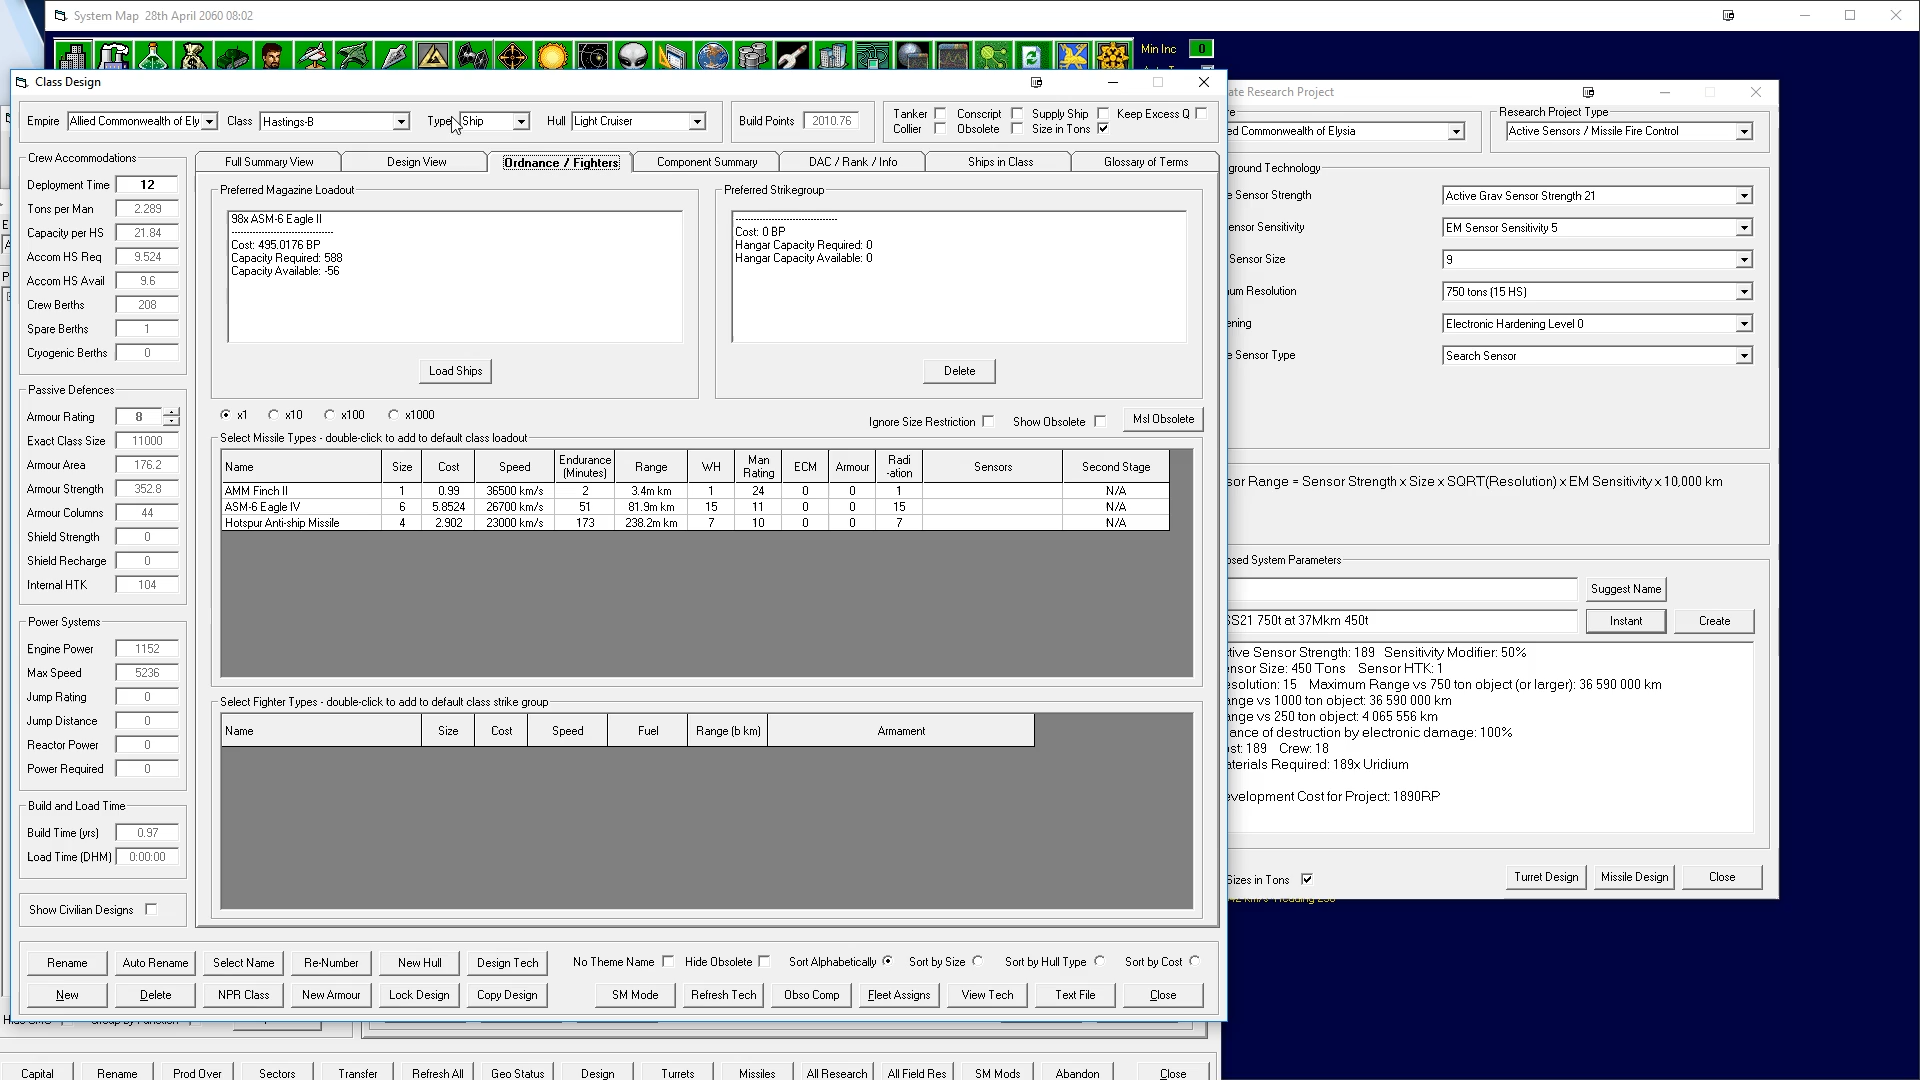 System Map  28th April 2060 08:02
Min Inc 0
Class Design
Empire Allied Commonwealth of Ely Class Hastings-B Type Ship Hull Light Cruiser Build Points 2010.76
Tanker Conscript Supply Ship Keep Excess Q
Collier Obsolete Size in Tons
Crew Accommodations
Deployment Time 12
Tons per Man 2.289
Capacity per HS 21.84
Accom HS Req 9.524
Accom HS Avail 9.6
Crew Berths 208
Spare Berths 1
Cryogenic Berths 0
Passive Defences
Armour Rating 8
Exact Class Size 11000
Armour Area 176.2
Armour Strength 352.8
Armour Columns 44
Shield Strength 0
Shield Recharge 0
Internal HTK 104
Power Systems
Engine Power 1152
Max Speed 5236
Jump Rating 0
Jump Distance 0
Reactor Power 0
Power Required 0
Build and Load Time
Build Time (yrs) 0.97
Load Time (DHM) 0:00:00
Show Civilian Designs
Full Summary View Design View Ordnance / Fighters Component Summary DAC / Rank / Info Ships in Class Glossary of Terms
Preferred Magazine Loadout
98x ASM-6 Eagle II
Cost: 495.0176 BP
Capacity Required: 588
Capacity Available: -56
Load Ships
Preferred Strikegroup
Cost: 0 BP
Hangar Capacity Required: 0
Hangar Capacity Available: 0
Delete
x1 x10 x100 x1000 Ignore Size Restriction Show Obsolete Msl Obsolete
Select Missile Types - double-click to add to default class loadout
Name Size Cost Speed Endurance (Minutes) Range WH Man Rating ECM Armour Radi -ation Sensors Second Stage
AMM Finch II 1 0.99 36500 km/s 2 3.4m km 1 24 0 0 1 N/A
ASM-6 Eagle IV 6 5.8524 26700 km/s 51 81.9m km 15 11 0 0 15 N/A
Hotspur Anti-ship Missile 4 2.902 23000 km/s 173 238.2m km 7 10 0 0 7 N/A
Select Fighter Types - double-click to add to default class strike group
Name Size Cost Speed Fuel Range (b km) Armament
Rename Auto Rename Select Name Re-Number New Hull Design Tech No Theme Name Hide Obsolete Sort Alphabetically Sort by Size Sort by Hull Type Sort by Cost
New Delete NPR Class New Armour Lock Design Copy Design SM Mode Refresh Tech Obso Comp Fleet Assigns View Tech Text File Close
Capital Rename Prod Over Sectors Transfer Refresh All Geo Status Design Turrets Missiles All Research All Field Res SM Mods Abandon Close
ate Research Project
Research Project Type
ed Commonwealth of Elysia Active Sensors / Missile Fire Control
ground Technology
e Sensor Strength Active Grav Sensor Strength 21
ensor Sensitivity EM Sensor Sensitivity 5
Sensor Size 9
um Resolution 750 tons (15 HS)
ening Electronic Hardening Level 0
e Sensor Type Search Sensor
sor Range = Sensor Strength x Size x SQRT(Resolution) x EM Sensitivity x 10,000 km
osed System Parameters
Suggest Name
SS21 750t at 37Mkm 450t Instant Create
ctive Sensor Strength: 189  Sensitivity Modifier: 50%
ensor Size: 450 Tons  Sensor HTK: 1
esolution: 15  Maximum Range vs 750 ton object (or larger): 36 590 000 km
ange vs 1000 ton object: 36 590 000 km
ange vs 250 ton object: 4 065 556 km
ance of destruction by electronic damage: 100%
ost: 189  Crew: 18
aterials Required: 189x Uridium
evelopment Cost for Project: 1890RP
Sizes in Tons Turret Design Missile Design Close